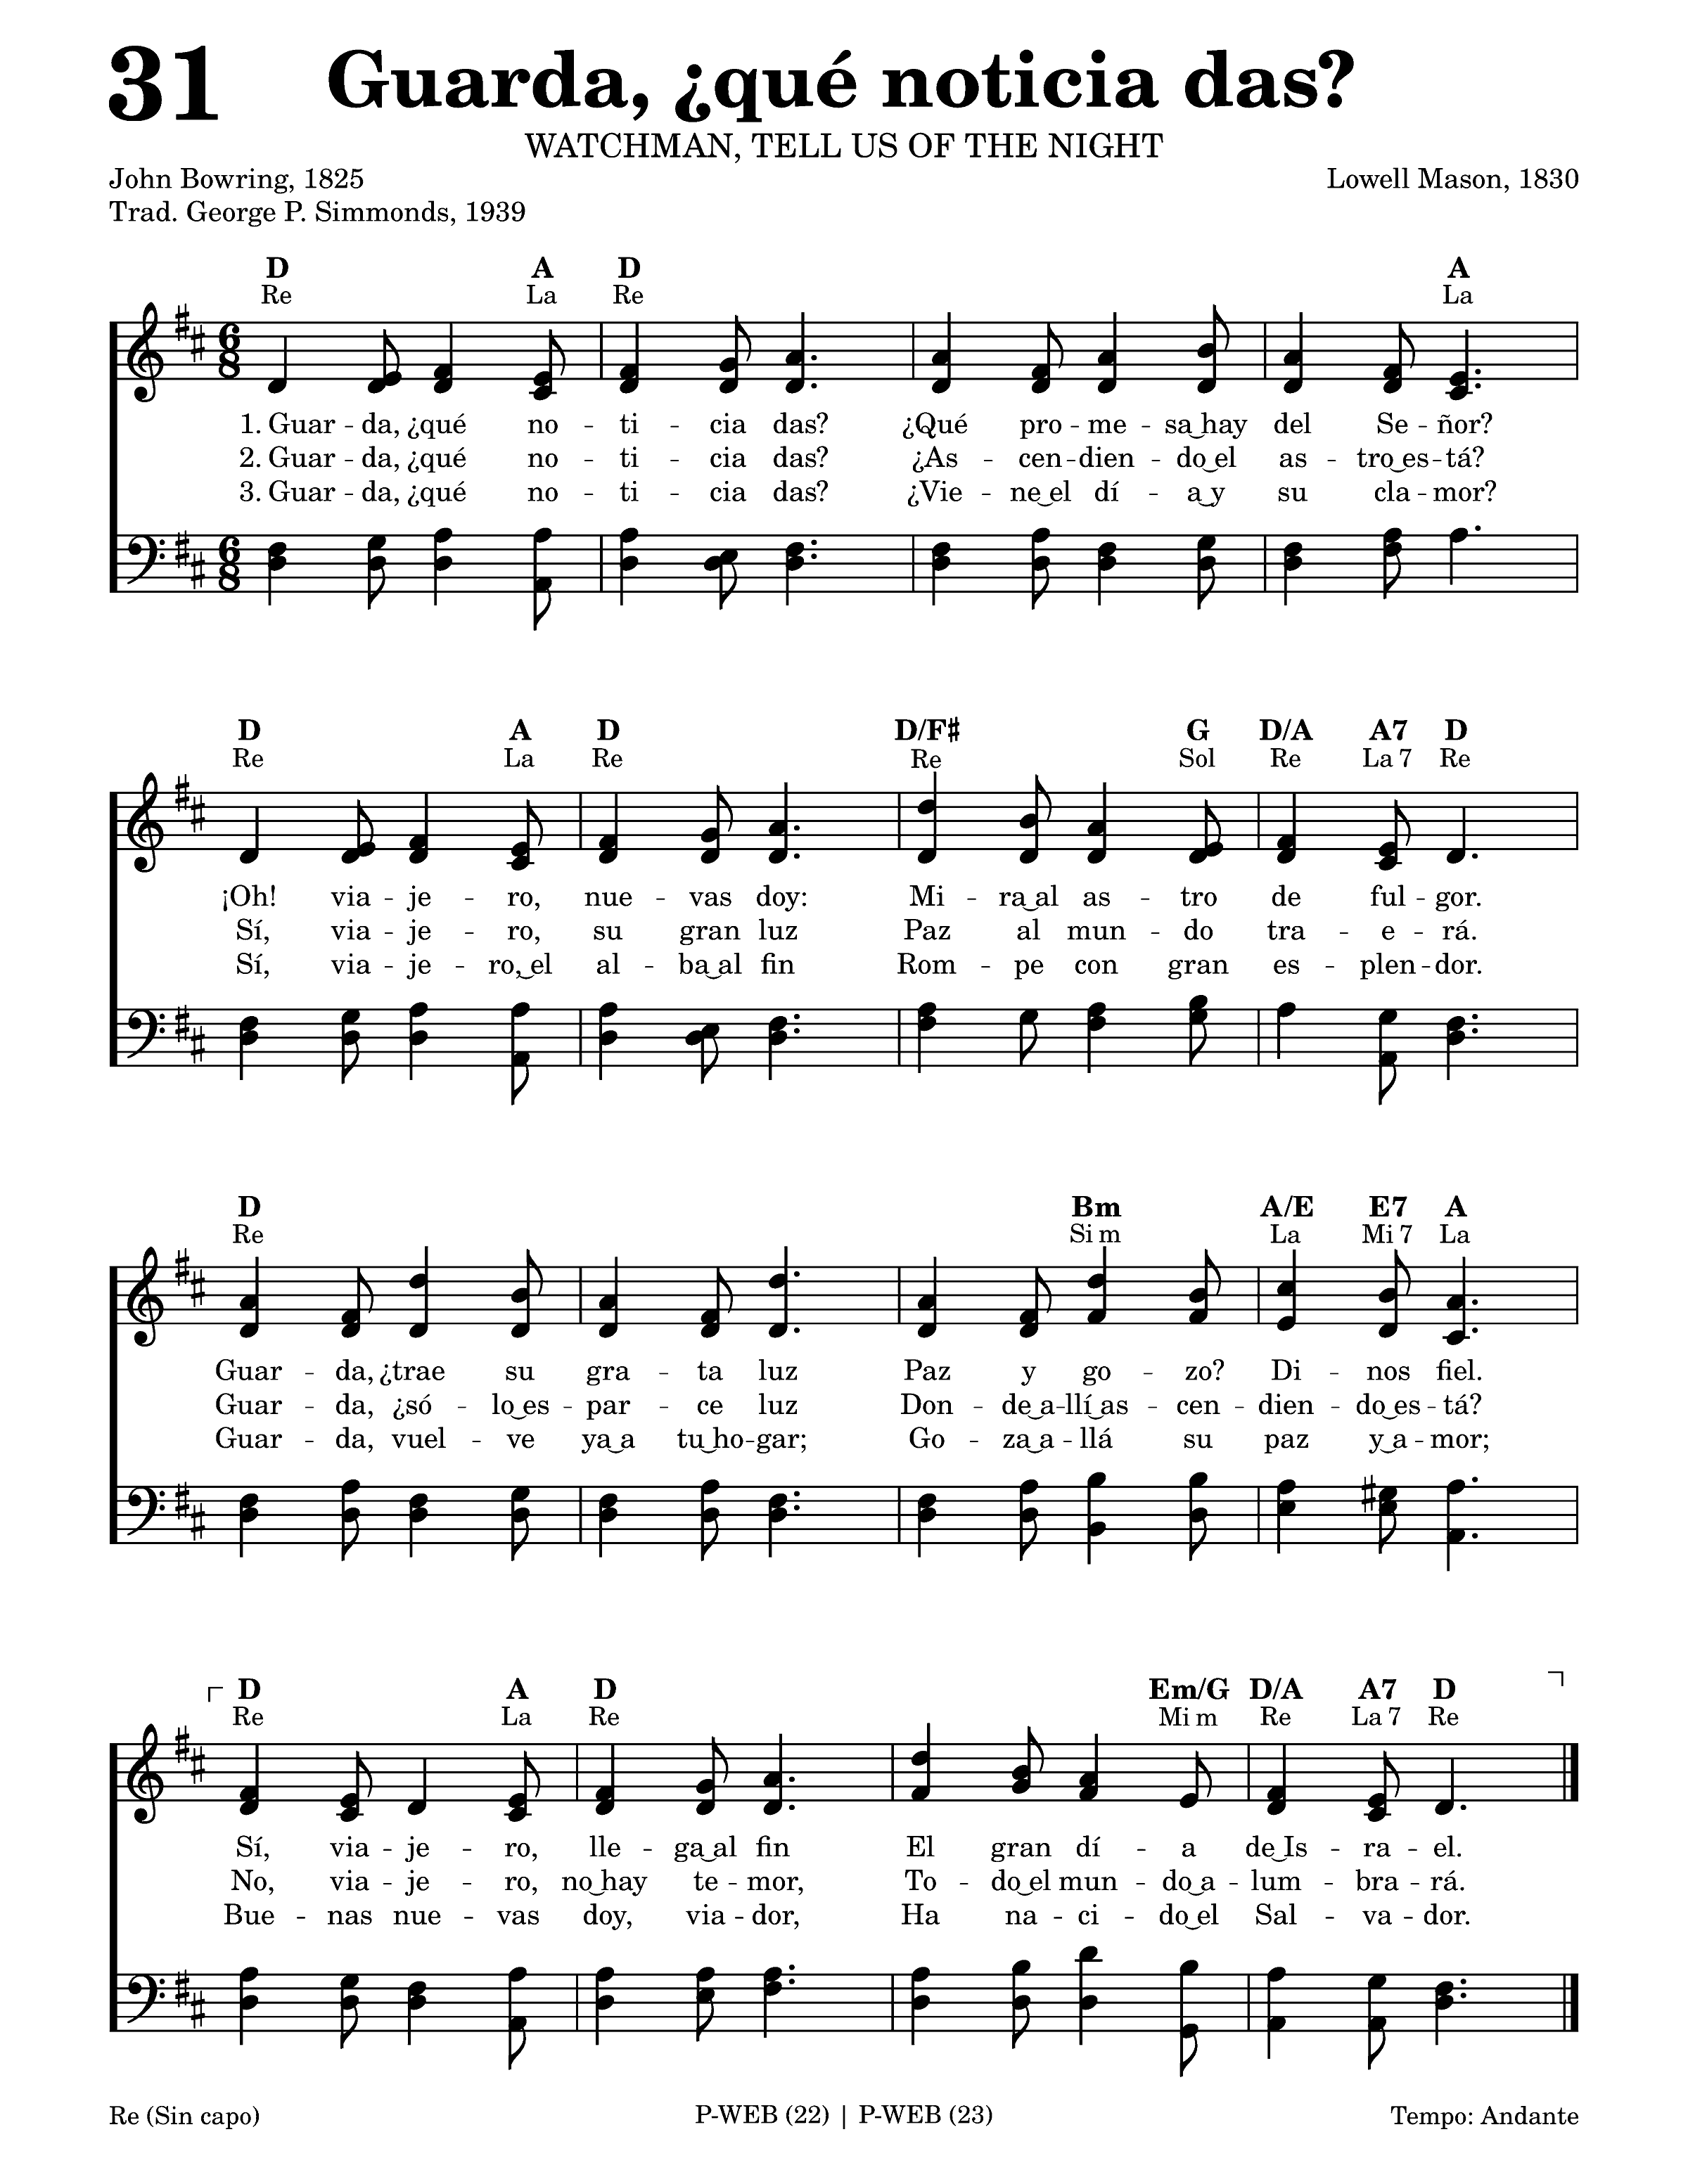 31 Guarda, ¿qué noticia das?
WATCHMAN, TELL US OF THE NIGHT
John Bowring, 1825 Lowell Mason, 1830
Trad. George P. Simmonds, 1939
D A D A
Re La Re La
6 8
1. Guar – da, ¿qué no – ti – cia das? ¿Qué pro – me – sa‿hay del Se – ñor?
2. Guar – da, ¿qué no – ti – cia das? ¿As – cen – dien – do‿el as – tro‿es – tá?
3. Guar – da, ¿qué no – ti – cia das? ¿Vie – ne‿el dí – a‿y su cla – mor?
6 8
D A D D/F♯ G D/A A7 D
Re La Re Re Sol Re La 7 Re
¡Oh! via – je – ro, nue – vas doy: Mi – ra‿al as – tro de ful – gor.
Sí, via – je – ro, su gran luz Paz al mun – do tra – e – rá.
Sí, via – je – ro,‿el al – ba‿al fin Rom – pe con gran es – plen – dor.
D Bm A/E E7 A
Re Si m La Mi 7 La
Guar – da, ¿trae su gra – ta luz Paz y go – zo? Di – nos fiel.
Guar – da, ¿só – lo‿es – par – ce luz Don – de‿a – llí‿as – cen – dien – do‿es – tá?
Guar – da, vuel – ve ya‿a tu‿ho – gar; Go – za‿a – llá su paz y‿a – mor;
D A D Em/G D/A A7 D
Re La Re Mi m Re La 7 Re
Sí, via – je – ro, lle – ga‿al fin El gran dí – a de‿Is – ra – el.
No, via – je – ro, no‿hay te – mor, To – do‿el mun – do‿a – lum – bra – rá.
Bue – nas nue – vas doy, via – dor, Ha na – ci – do‿el Sal – va – dor.
Re (Sin capo) P-WEB (22) | P-WEB (23) Tempo: Andante